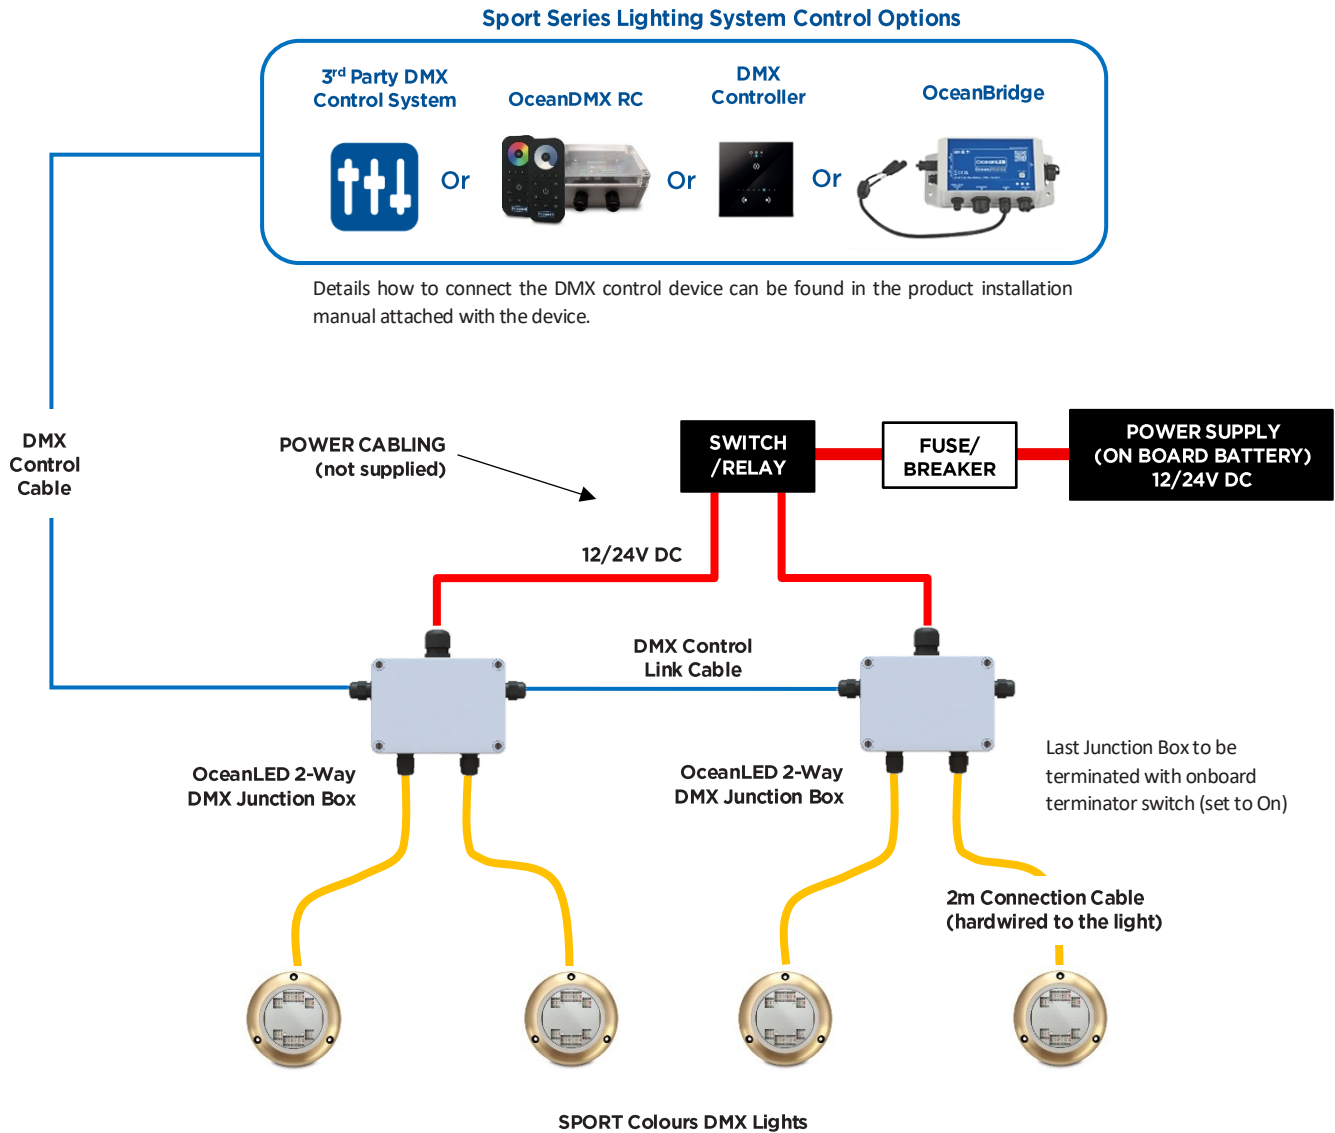 Sport Series Lighting System Control Options
3rd Party DMX
Control System
OceanDMX RC
DMX
Controller
OceanBridge
Or
Or
Or
OceanLED
Details how to connect the DMX control device can be found in the product installation
manual attached with the device.
DMX
Control
Cable
POWER CABLING
(not supplied)
SWITCH
/RELAY
FUSE/
BREAKER
POWER SUPPLY
(ON BOARD BATTERY)
12/24V DC
12/24V DC
DMX Control
Link Cable
OceanLED 2-Way
DMX Junction Box
OceanLED 2-Way
DMX Junction Box
Last Junction Box to be
terminated with onboard
terminator switch (set to On)
2m Connection Cable
(hardwired to the light)
SPORT Colours DMX Lights